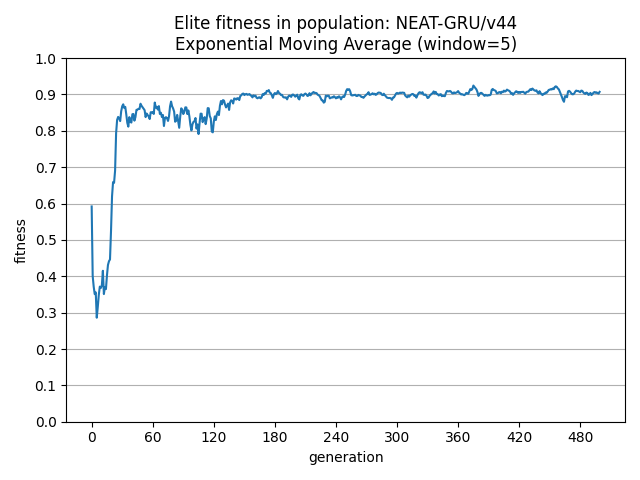 Elite fitness in population: NEAT-GRU/v44
Exponential Moving Average (window=5)
1.0
0.9
0.8
0.7
0.6
0.5
0.4
0.3
0.2
0.1
0.0
fitness
0 60 120 180 240 300 360 420 480
generation